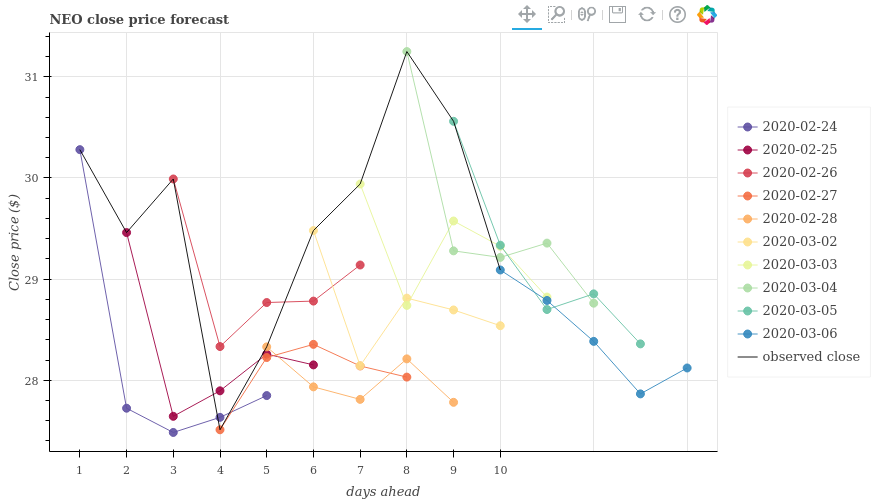 NEO close price forecast
31
30
29
28
Close price ($)
1 2 3 4 5 6 7 8 9 10
days ahead
2020-02-24
2020-02-25
2020-02-26
2020-02-27
2020-02-28
2020-03-02
2020-03-03
2020-03-04
2020-03-05
2020-03-06
observed close